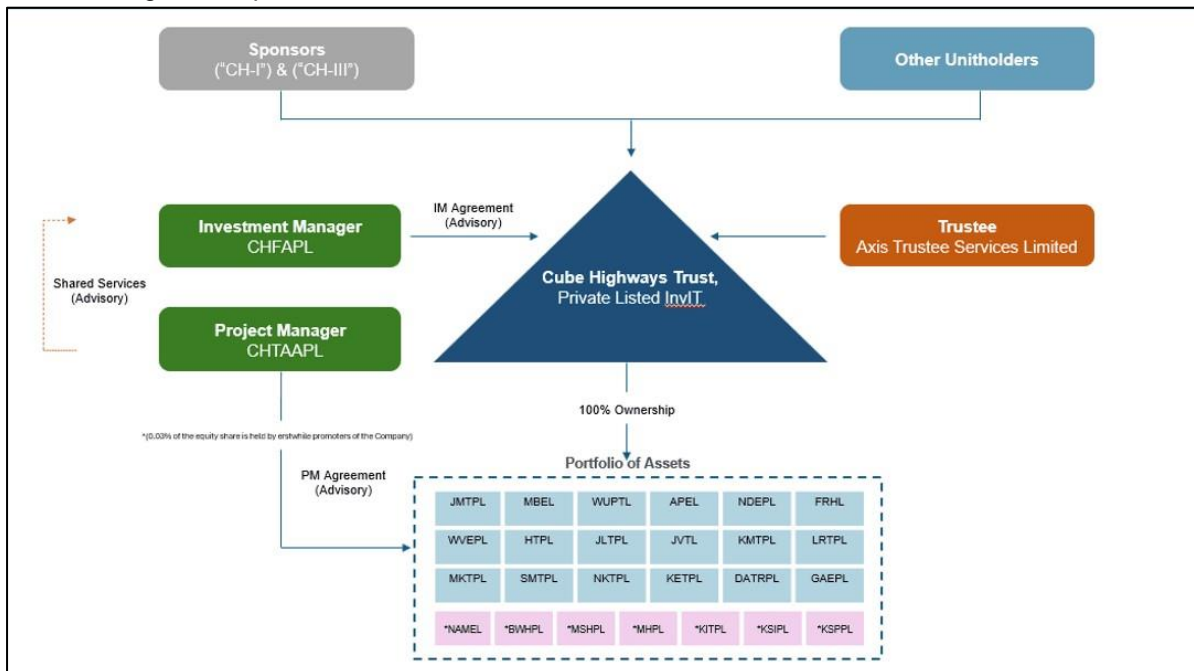 Sponsors
("CH-I") & ("CH-III")
Other Unitholders
Investment Manager
CHFAPL
IM Agreement
(Advisory)
Trustee
Axis Trustee Services Limited
Cube Highways Trust,
Private Listed InvIT
Shared Services
(Advisory)
Project Manager
CHTAAPL
100% Ownership
*(0.03% of the equity share is held by erstwhile promoters of the Company)
Portfolio of Assets
PM Agreement
(Advisory)
JMTPL MBEL WUPTL APEL NDEPL FRHL
WVEPL HTPL JLTPL JVTL KMTPL LRTPL
MKTPL SMTPL NKTPL KETPL DATRPL GAEPL
*NAMEL *BWHPL *MSHPL *MHPL *KITPL *KSIPL *KSPPL